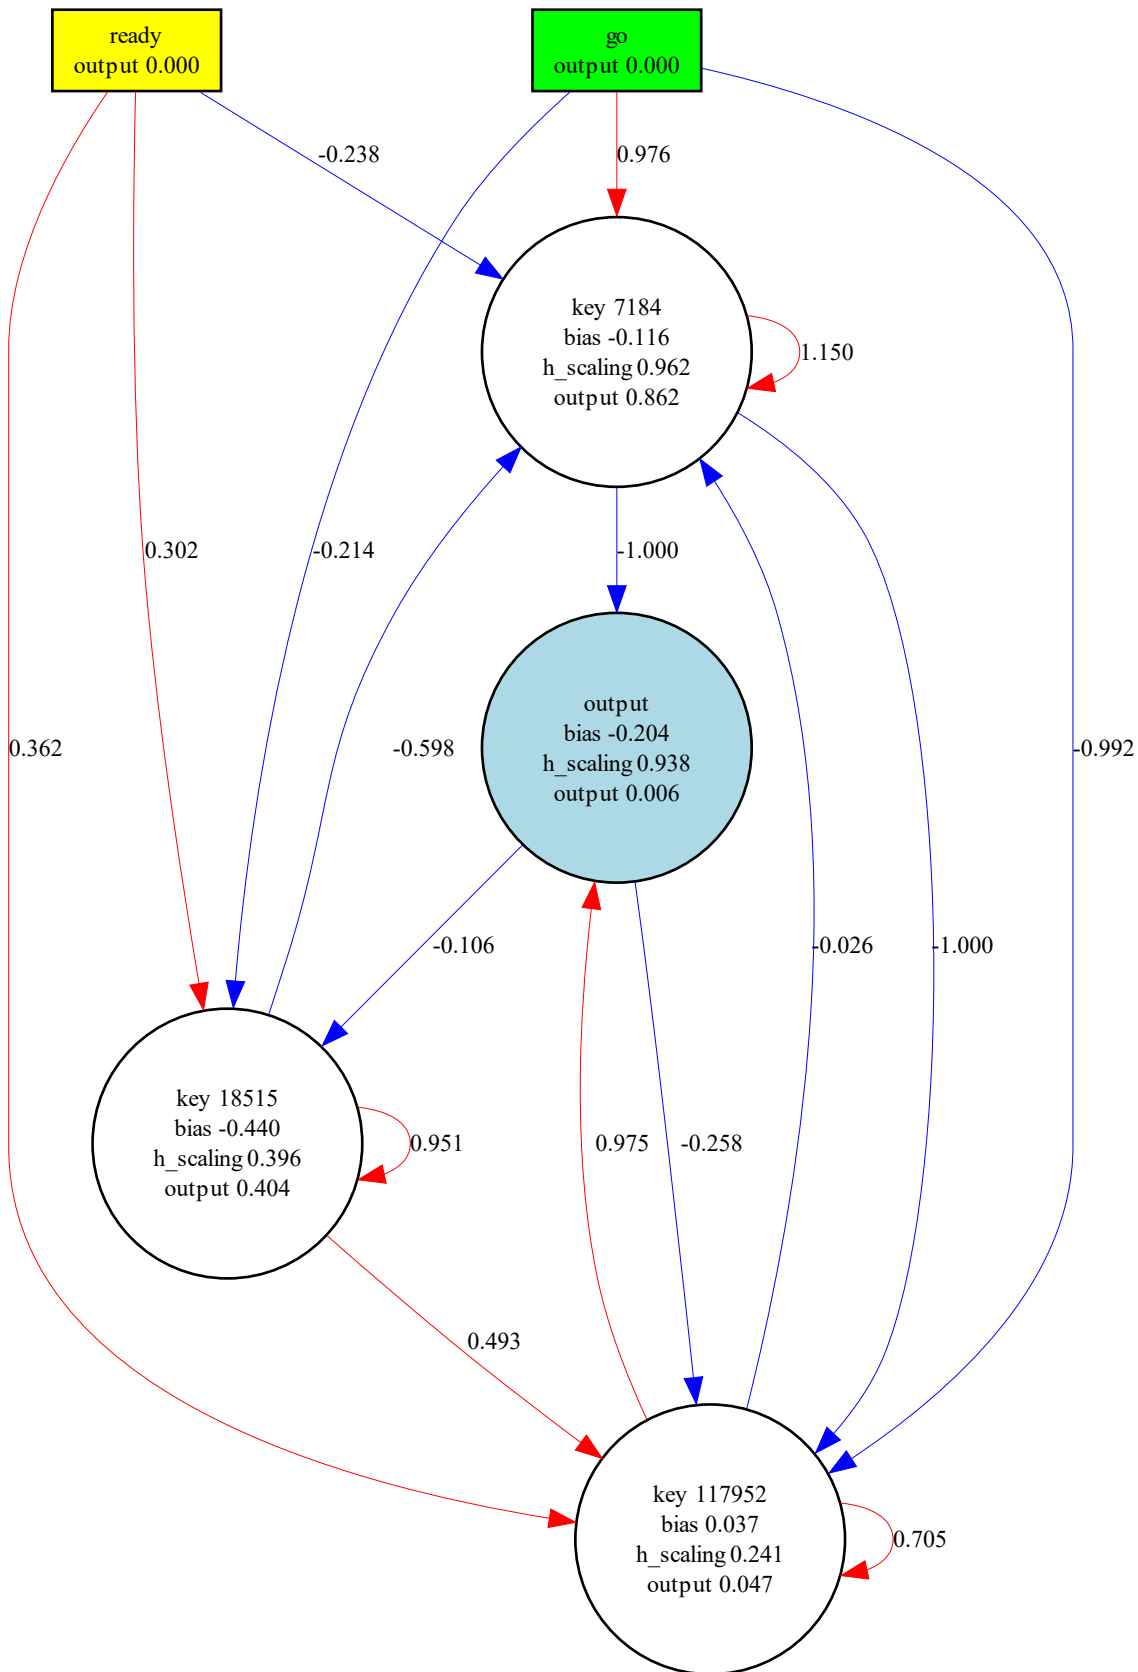 ready
output 0.000
go
output 0.000
-0.238
0.976
key 7184
bias -0.116
h_scaling 0.962
output 0.862
1.150
0.302
-0.214
-1.000
output
bias -0.204
h_scaling 0.938
output 0.006
0.362
-0.598
-0.992
-0.106
-0.026
-1.000
key 18515
bias -0.440
h_scaling 0.396
output 0.404
0.951
0.975
-0.258
0.493
key 117952
bias 0.037
h_scaling 0.241
output 0.047
0.705